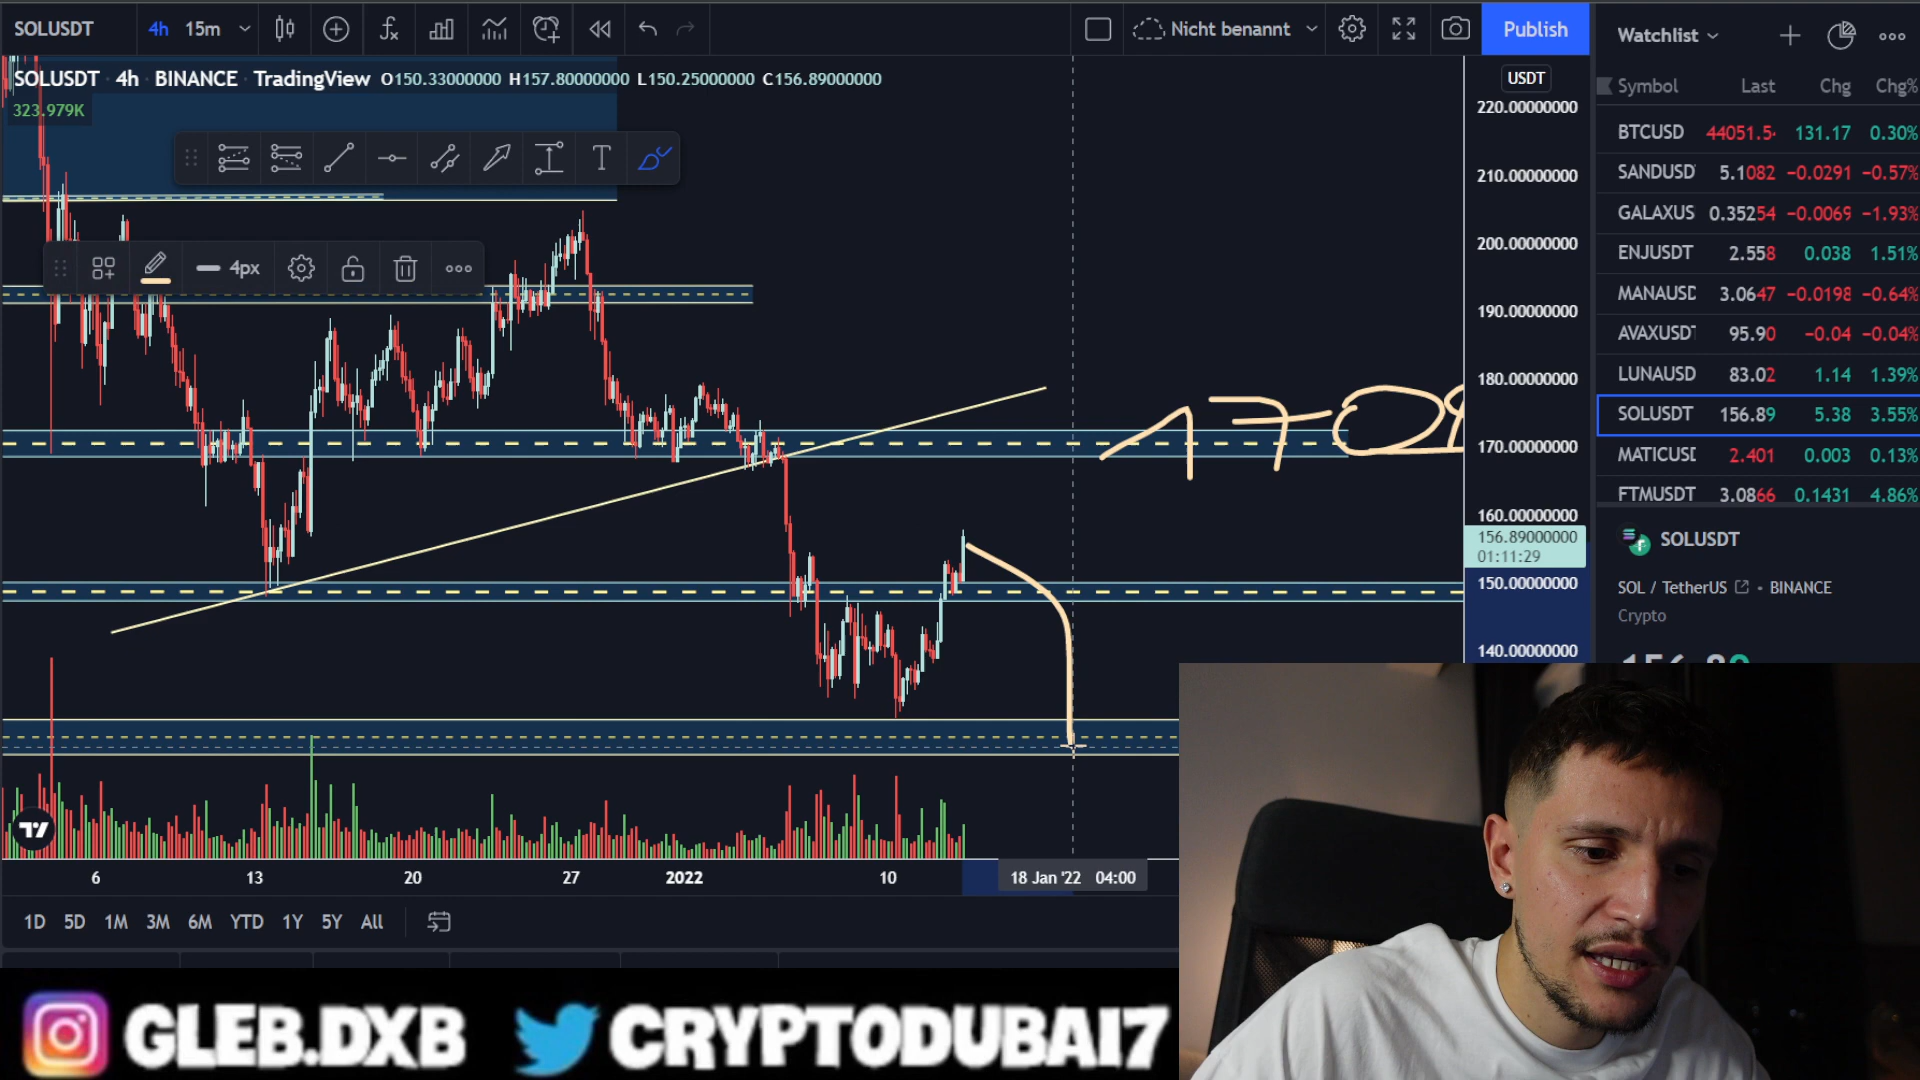 SOLUSDT 4h 15m Nicht benannt Publish
SOLUSDT · 4h · BINANCE · TradingView O150.33000000 H157.80000000 L150.25000000 C156.89000000
323.979K
T
4px
170
USDT
220.00000000
210.00000000
200.00000000
190.00000000
180.00000000
170.00000000
160.00000000
156.89000000
01:11:29
150.00000000
140.00000000
6 13 20 27 2022 10 18 Jan '22 04:00
1D 5D 1M 3M 6M YTD 1Y 5Y All
Watchlist
Symbol Last Chg Chg%
BTCUSD 44051.5 131.17 0.30%
SANDUSD 5.1082 −0.0291 −0.57%
GALAXUS 0.35254 −0.0069 −1.93%
ENJUSDT 2.558 0.038 1.51%
MANAUSD 3.0647 −0.0198 −0.64%
AVAXUSDT 95.90 −0.04 −0.04%
LUNAUSD 83.02 1.14 1.39%
SOLUSDT 156.89 5.38 3.55%
MATICUSD 2.401 0.003 0.13%
FTMUSDT 3.0866 0.1431 4.86%
SOLUSDT
SOL / TetherUS • BINANCE
Crypto
156.89
GLEB.DXB CRYPTODUBAI7